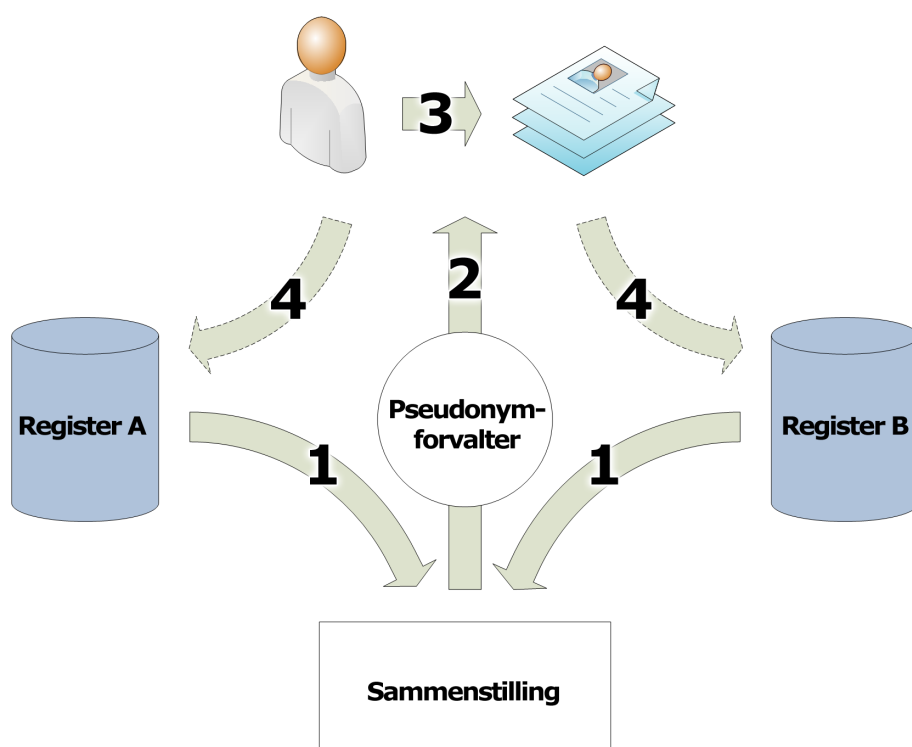 3
2
4
4
Pseudonym-
forvalter
Register A
Register B
1
1
Sammenstilling